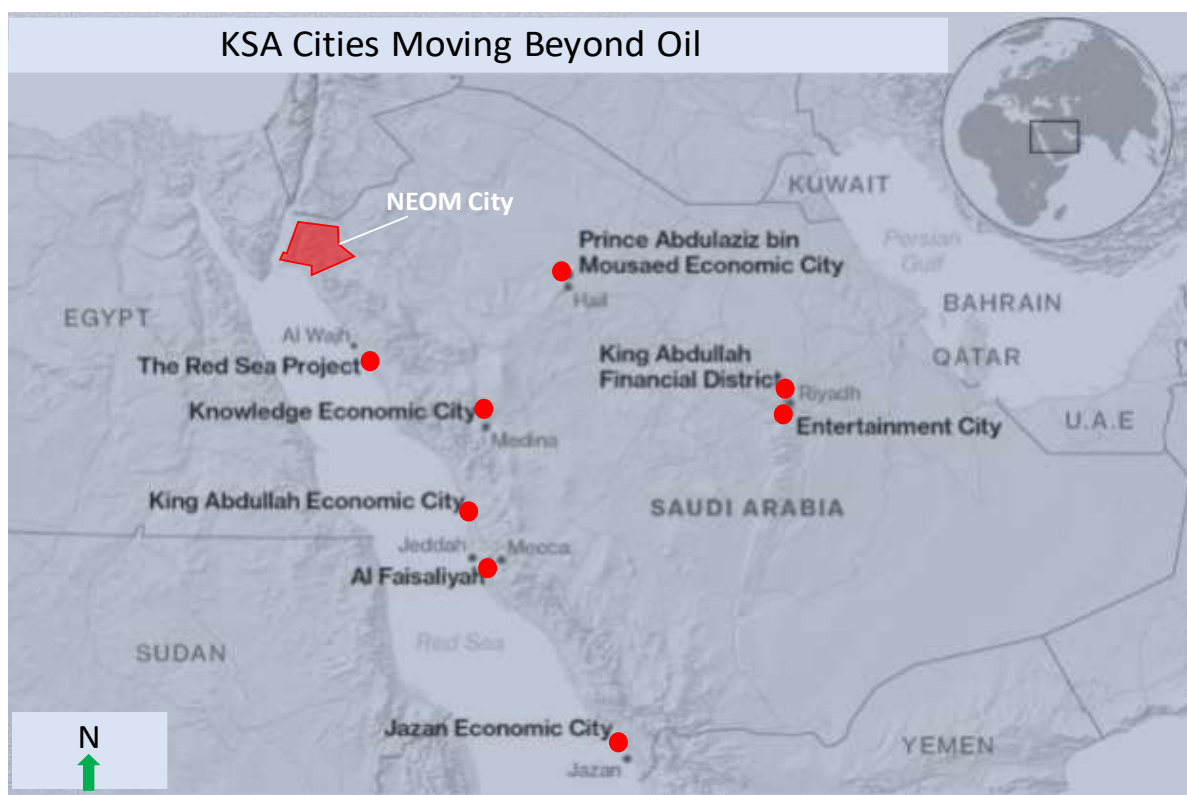 KSA Cities Moving Beyond Oil
KUWAIT
NEOM City
Persian
Gulf
Prince Abdulaziz bin
Mousaed Economic City
Hail
BAHRAIN
EGYPT
Al Wajh
The Red Sea Project
King Abdullah
Financial District
QATAR
Riyadh
Knowledge Economic City
Medina
Entertainment City
U.A.E
King Abdullah Economic City
SAUDI ARABIA
Jeddah
Mecca
Al Faisaliyah
Red Sea
SUDAN
Jazan Economic City
Jazan
YEMEN
N